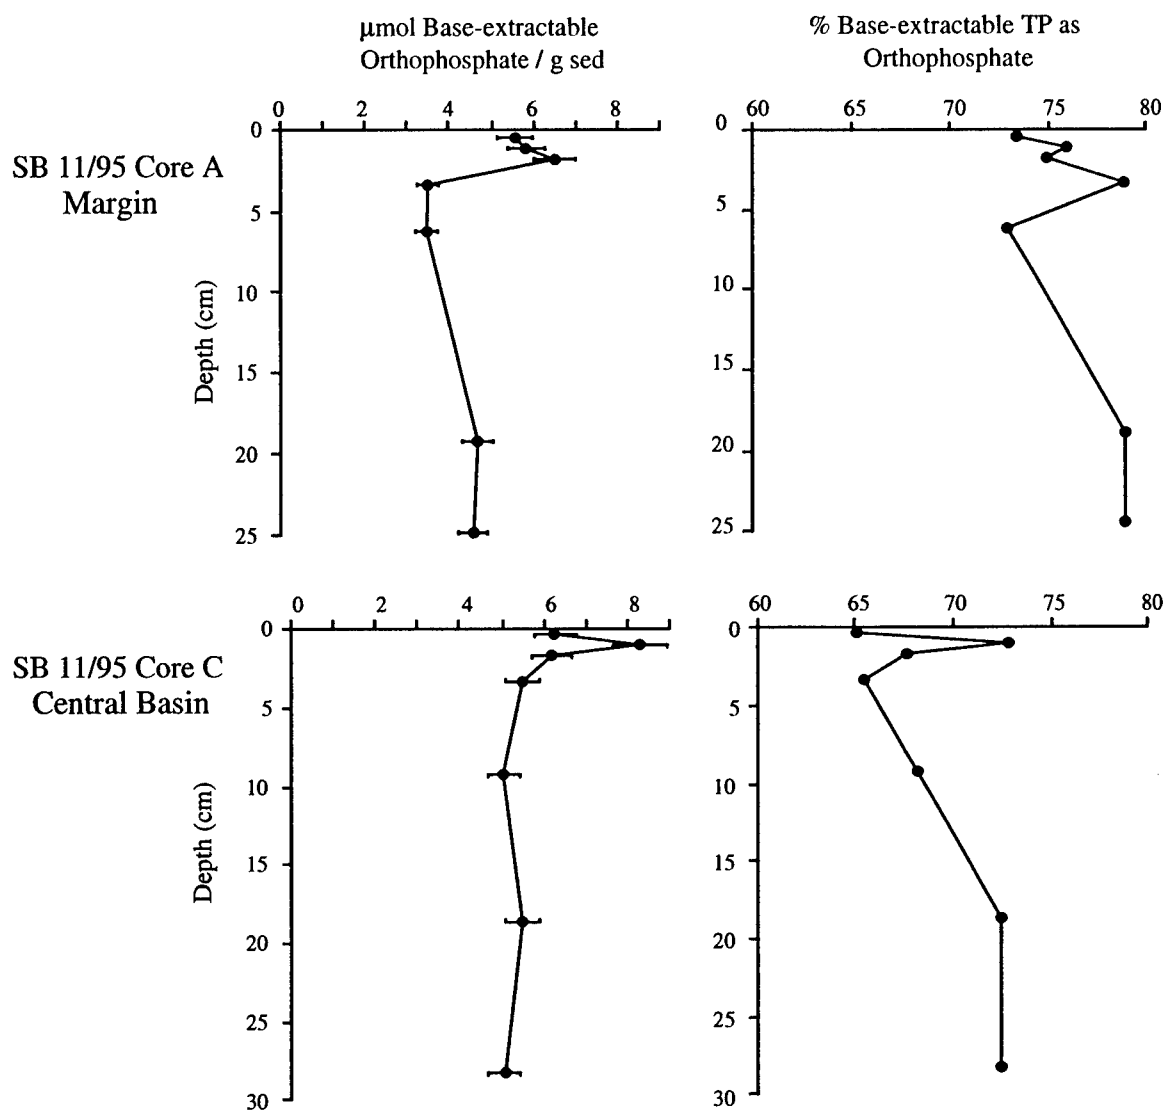 μmol Base-extractable
Orthophosphate / g sed
% Base-extractable TP as
Orthophosphate
0 2 4 6 8
60 65 70 75 80
SB 11/95 Core A
Margin
Depth (cm)
0
5
10
15
20
25
0
5
10
15
20
25
0 2 4 6 8
60 65 70 75 80
SB 11/95 Core C
Central Basin
Depth (cm)
0
5
10
15
20
25
30
0
5
10
15
20
25
30